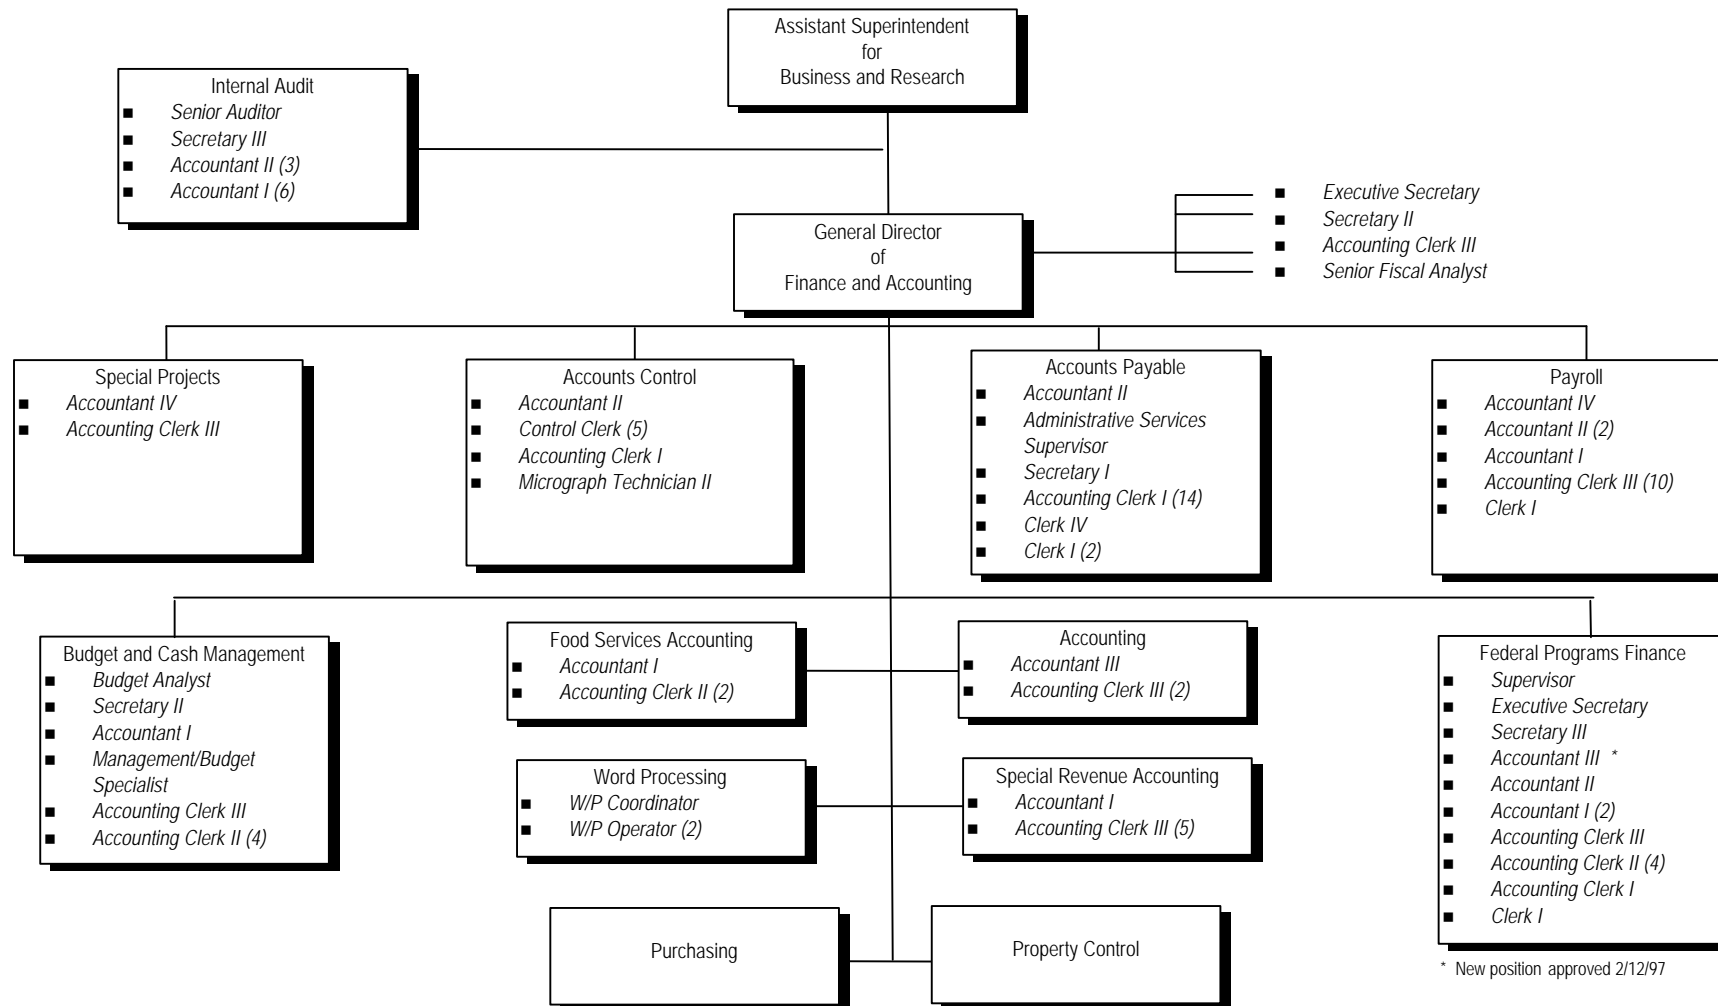 Assistant Superintendent
for
Business and Research
Internal Audit
■ Senior Auditor
■ Secretary III
■ Accountant II (3)
■ Accountant I (6)
General Director
of
Finance and Accounting
■ Executive Secretary
■ Secretary II
■ Accounting Clerk III
■ Senior Fiscal Analyst
Special Projects
■ Accountant IV
■ Accounting Clerk III
Accounts Control
■ Accountant II
■ Control Clerk (5)
■ Accounting Clerk I
■ Micrograph Technician II
Accounts Payable
■ Accountant II
■ Administrative Services
Supervisor
■ Secretary I
■ Accounting Clerk I (14)
■ Clerk IV
■ Clerk I (2)
Payroll
■ Accountant IV
■ Accountant II (2)
■ Accountant I
■ Accounting Clerk III (10)
■ Clerk I
Budget and Cash Management
■ Budget Analyst
■ Secretary II
■ Accountant I
■ Management/Budget
Specialist
■ Accounting Clerk III
■ Accounting Clerk II (4)
Food Services Accounting
■ Accountant I
■ Accounting Clerk II (2)
Accounting
■ Accountant III
■ Accounting Clerk III (2)
Word Processing
■ W/P Coordinator
■ W/P Operator (2)
Special Revenue Accounting
■ Accountant I
■ Accounting Clerk III (5)
Federal Programs Finance
■ Supervisor
■ Executive Secretary
■ Secretary III
■ Accountant III *
■ Accountant II
■ Accountant I (2)
■ Accounting Clerk III
■ Accounting Clerk II (4)
■ Accounting Clerk I
■ Clerk I
Purchasing
Property Control
* New position approved 2/12/97